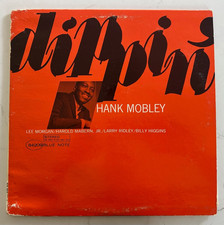 dippin'
HANK MOBLEY
LEE MORGAN/HAROLD MABERN, JR./LARRY RIDLEY/BILLY HIGGINS